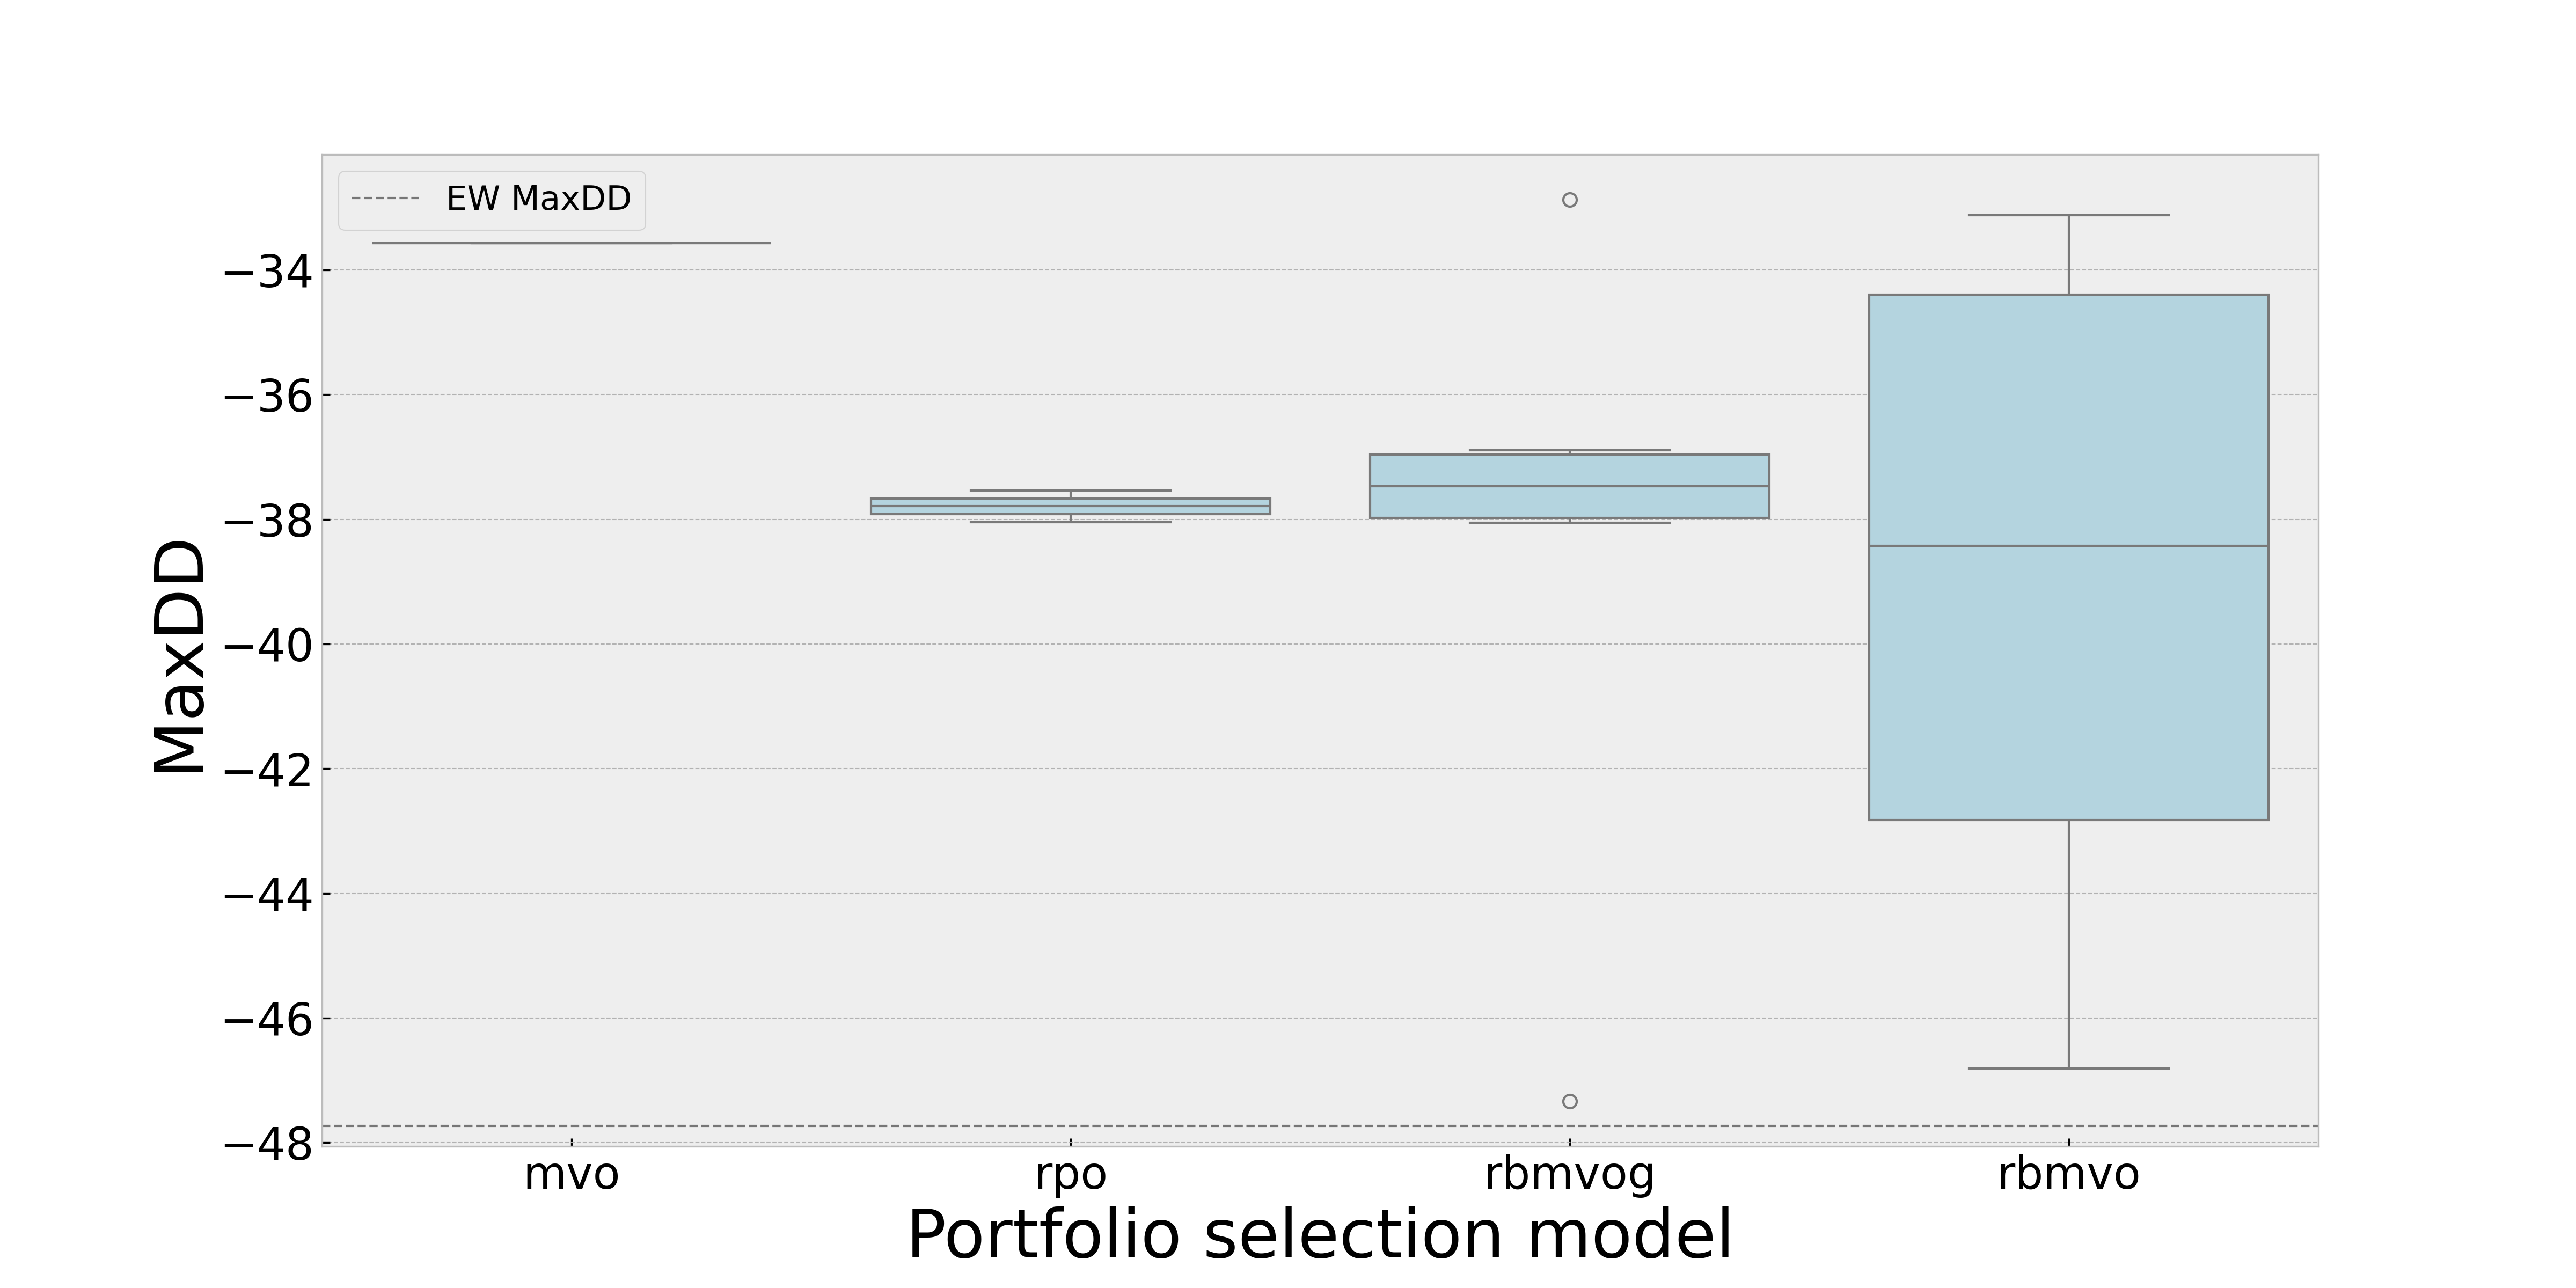 EW MaxDD
MaxDD
−34
−36
−38
−40
−42
−44
−46
−48
mvo rpo rbmvog rbmvo
Portfolio selection model